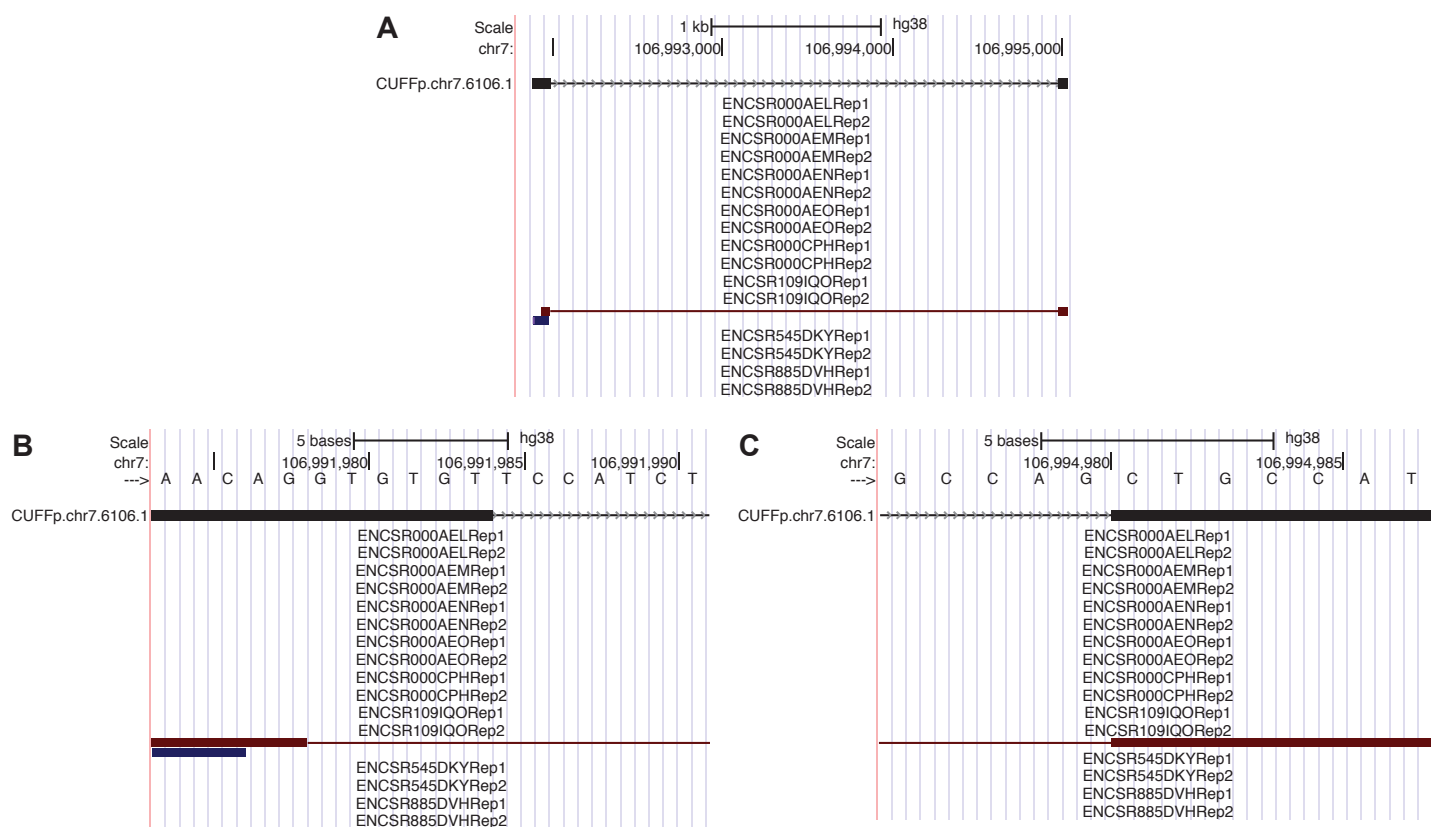 A
Scale 1 kb hg38
chr7: 106,993,000 106,994,000 106,995,000
CUFFp.chr7.6106.1
ENCSR000AELRep1
ENCSR000AELRep2
ENCSR000AEMRep1
ENCSR000AEMRep2
ENCSR000AENRep1
ENCSR000AENRep2
ENCSR000AEORep1
ENCSR000AEORep2
ENCSR000CPHRep1
ENCSR000CPHRep2
ENCSR109IQORep1
ENCSR109IQORep2
ENCSR545DKYRep1
ENCSR545DKYRep2
ENCSR885DVHRep1
ENCSR885DVHRep2
B
Scale 5 bases hg38
chr7: 106,991,980 106,991,985 106,991,990
---> A A C A G G T G T G T T C C A T C T
CUFFp.chr7.6106.1
ENCSR000AELRep1
ENCSR000AELRep2
ENCSR000AEMRep1
ENCSR000AEMRep2
ENCSR000AENRep1
ENCSR000AENRep2
ENCSR000AEORep1
ENCSR000AEORep2
ENCSR000CPHRep1
ENCSR000CPHRep2
ENCSR109IQORep1
ENCSR109IQORep2
ENCSR545DKYRep1
ENCSR545DKYRep2
ENCSR885DVHRep1
ENCSR885DVHRep2
C
Scale 5 bases hg38
chr7: 106,994,980 106,994,985
---> G C C A G C T G C C A T
CUFFp.chr7.6106.1
ENCSR000AELRep1
ENCSR000AELRep2
ENCSR000AEMRep1
ENCSR000AEMRep2
ENCSR000AENRep1
ENCSR000AENRep2
ENCSR000AEORep1
ENCSR000AEORep2
ENCSR000CPHRep1
ENCSR000CPHRep2
ENCSR109IQORep1
ENCSR109IQORep2
ENCSR545DKYRep1
ENCSR545DKYRep2
ENCSR885DVHRep1
ENCSR885DVHRep2